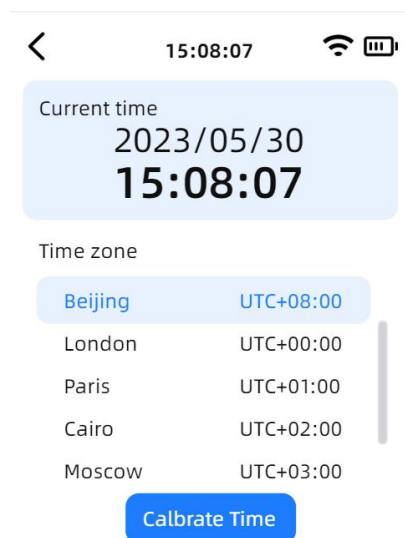 15:08:07
Current time
2023/05/30
15:08:07
Time zone
Beijing UTC+08:00
London UTC+00:00
Paris UTC+01:00
Cairo UTC+02:00
Moscow UTC+03:00
Calbrate Time